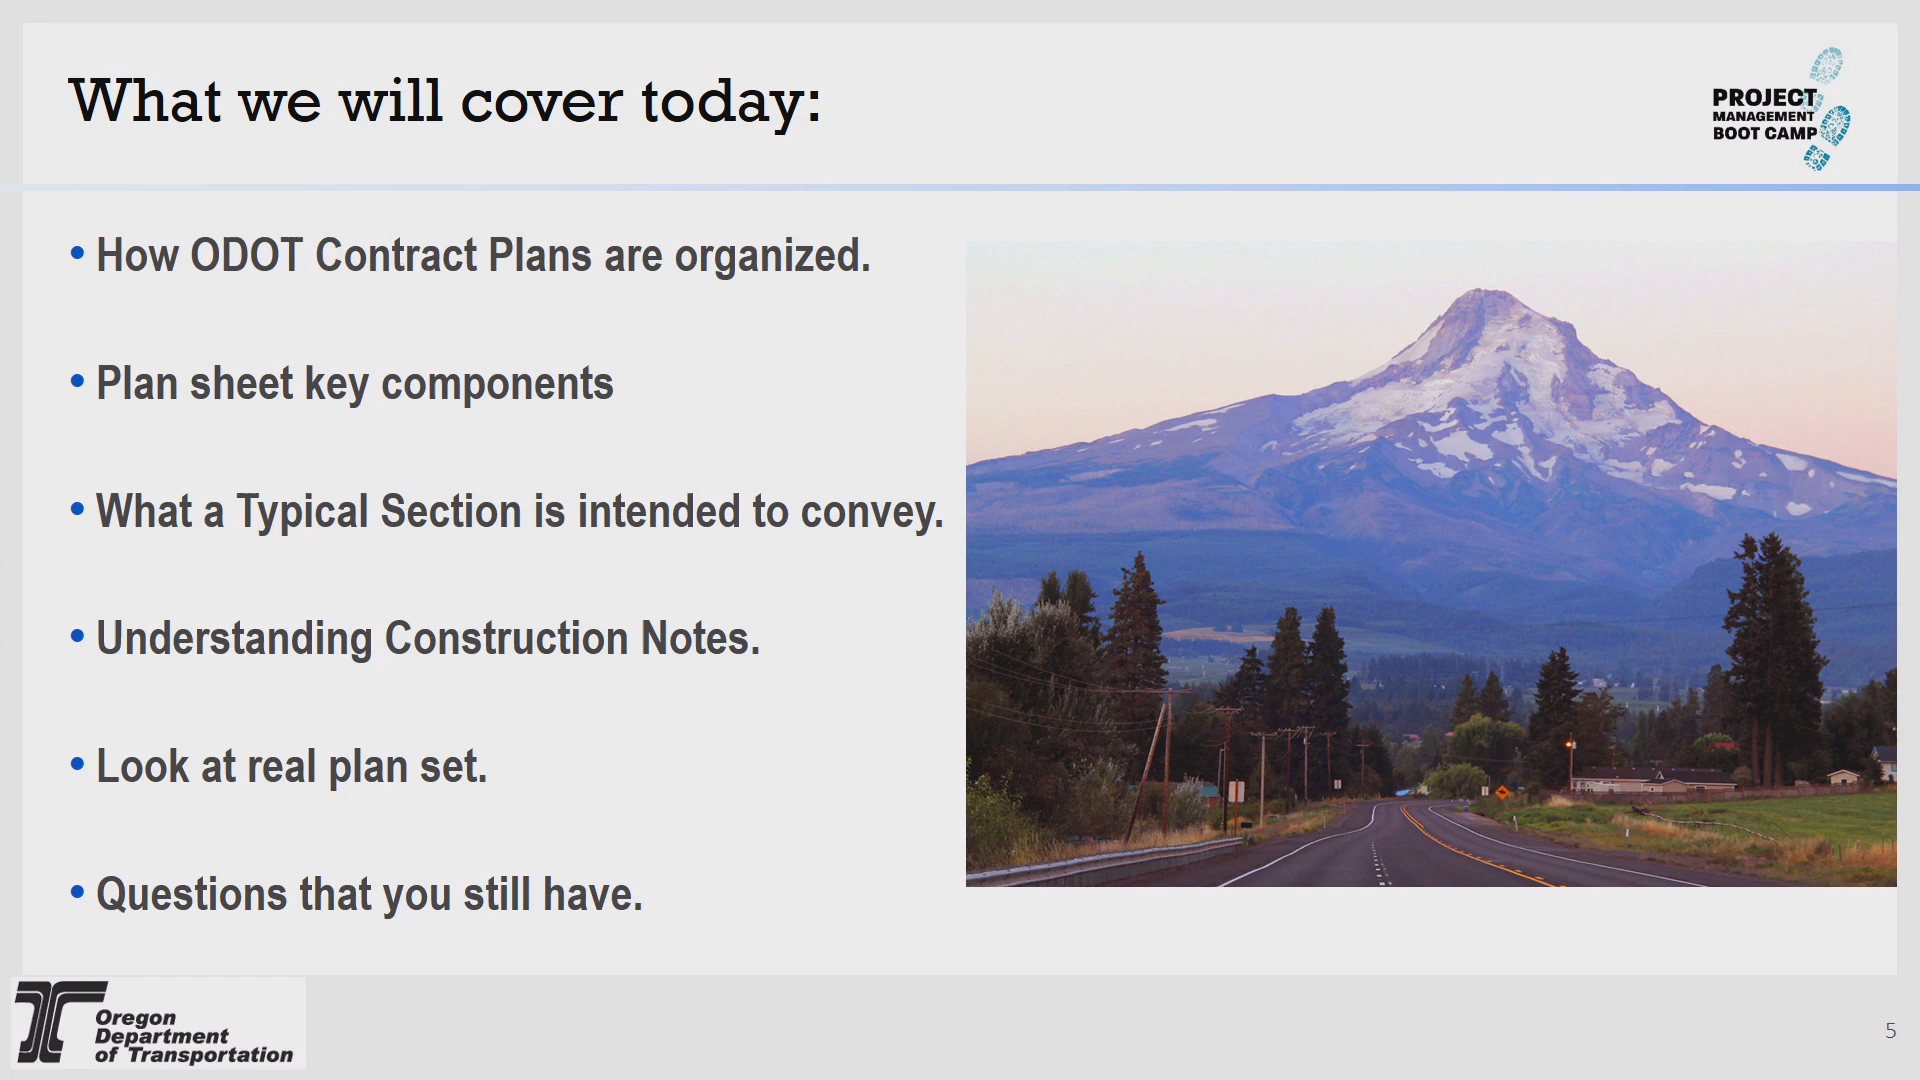 What we will cover today:
PROJECT
MANAGEMENT
BOOT CAMP
• How ODOT Contract Plans are organized.
• Plan sheet key components
• What a Typical Section is intended to convey.
• Understanding Construction Notes.
• Look at real plan set.
• Questions that you still have.
Oregon
Department
of Transportation
5